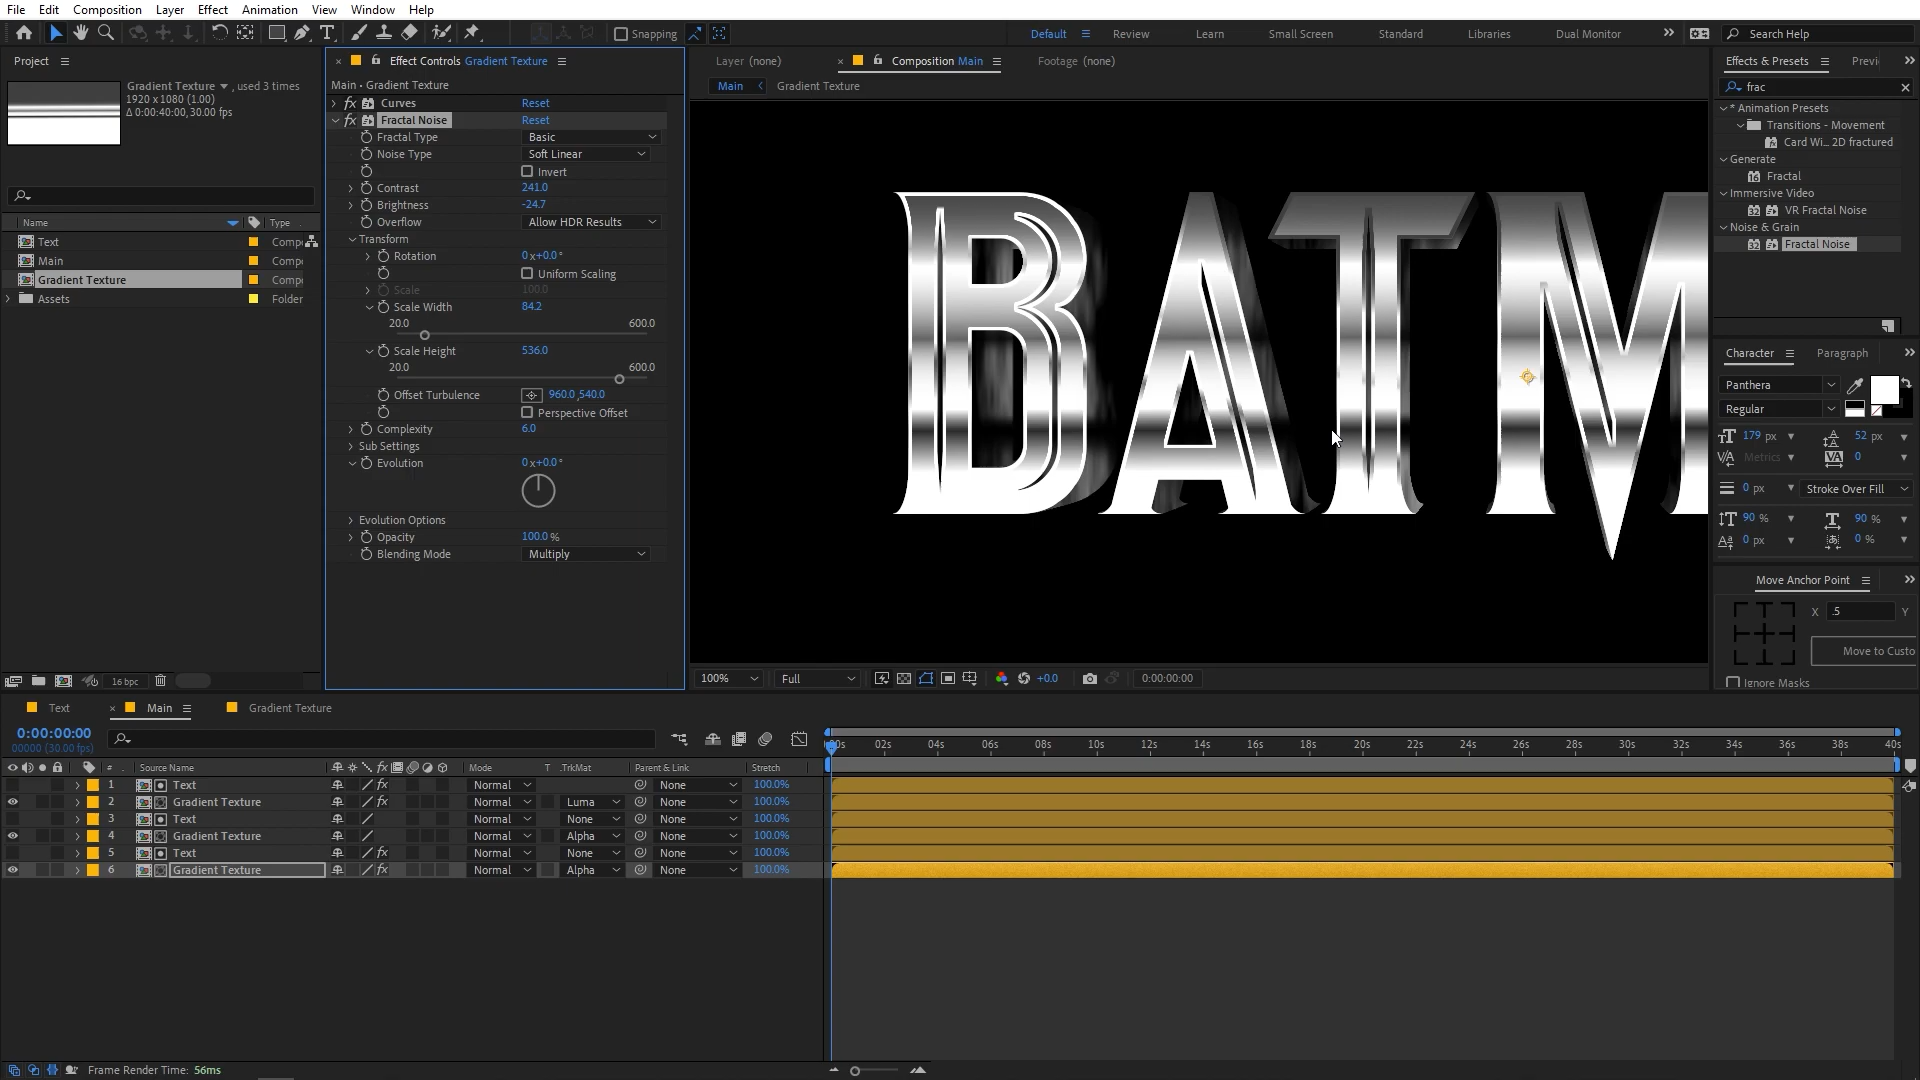 File Edit Composition Layer Effect Animation View Window Help
Snapping
Default Review Learn Small Screen Standard Libraries Dual Monitor
Search Help
Project
Gradient Texture , used 3 times
1920 x 1080 (1.00)
Δ 0:00:40:00, 30.00 fps
Name Type
Text Comp
Main Comp
Gradient Texture Comp
Assets Folder
16 bpc
Effect Controls Gradient Texture
Main • Gradient Texture
Curves Reset
Fractal Noise Reset
Fractal Type Basic
Noise Type Soft Linear
Invert
Contrast 241.0
Brightness -24.7
Overflow Allow HDR Results
Transform
Rotation 0 x+0.0 °
Uniform Scaling
Scale 100.0
Scale Width 84.2
20.0 600.0
Scale Height 536.0
20.0 600.0
Offset Turbulence 960.0,540.0
Perspective Offset
Complexity 6.0
Sub Settings
Evolution 0 x+0.0 °
Evolution Options
Opacity 100.0 %
Blending Mode Multiply
Layer (none) Composition Main Footage (none)
Main Gradient Texture
BATM
100% Full +0.0 0:00:00:00
Effects & Presets Previ
frac
* Animation Presets
Transitions - Movement
Card Wi... 2D fractured
Generate
Fractal
Immersive Video
VR Fractal Noise
Noise & Grain
Fractal Noise
Character Paragraph
Panthera
Regular
179 px 52 px
Metrics 0
0 px Stroke Over Fill
90 % 90 %
0 px 0 %
Move Anchor Point
X .5 Y
Move to Custo
Ignore Masks
Text Main Gradient Texture
0:00:00:00
00000 (30.00 fps)
# Source Name Mode T .TrkMat Parent & Link Stretch
1 Text Normal None 100.0%
2 Gradient Texture Normal Luma None 100.0%
3 Text Normal None None 100.0%
4 Gradient Texture Normal Alpha None 100.0%
5 Text Normal None None 100.0%
6 Gradient Texture Normal Alpha None 100.0%
00s 02s 04s 06s 08s 10s 12s 14s 16s 18s 20s 22s 24s 26s 28s 30s 32s 34s 36s 38s 40s
Frame Render Time: 56ms